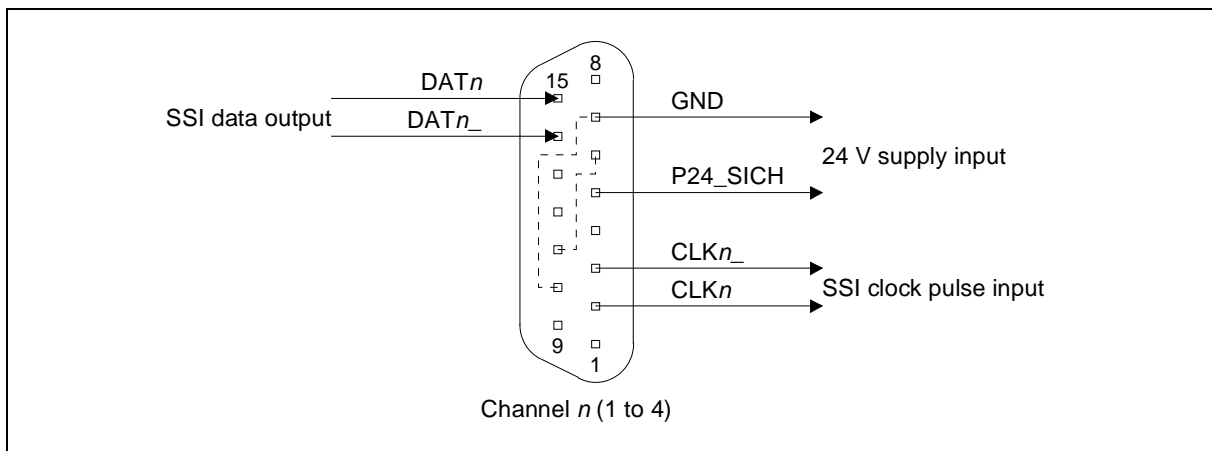 8
15
DATn
GND
SSI data output
DATn_
24 V supply input
P24_SICH
CLKn_
CLKn
SSI clock pulse input
9
1
Channel n (1 to 4)